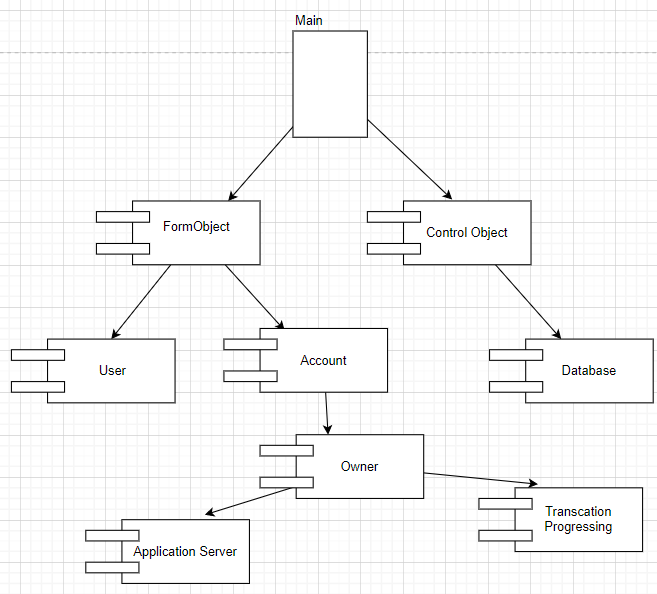 Main
FormObject
Control Object
User
Account
Database
Owner
Transcation
Progressing
Application Server